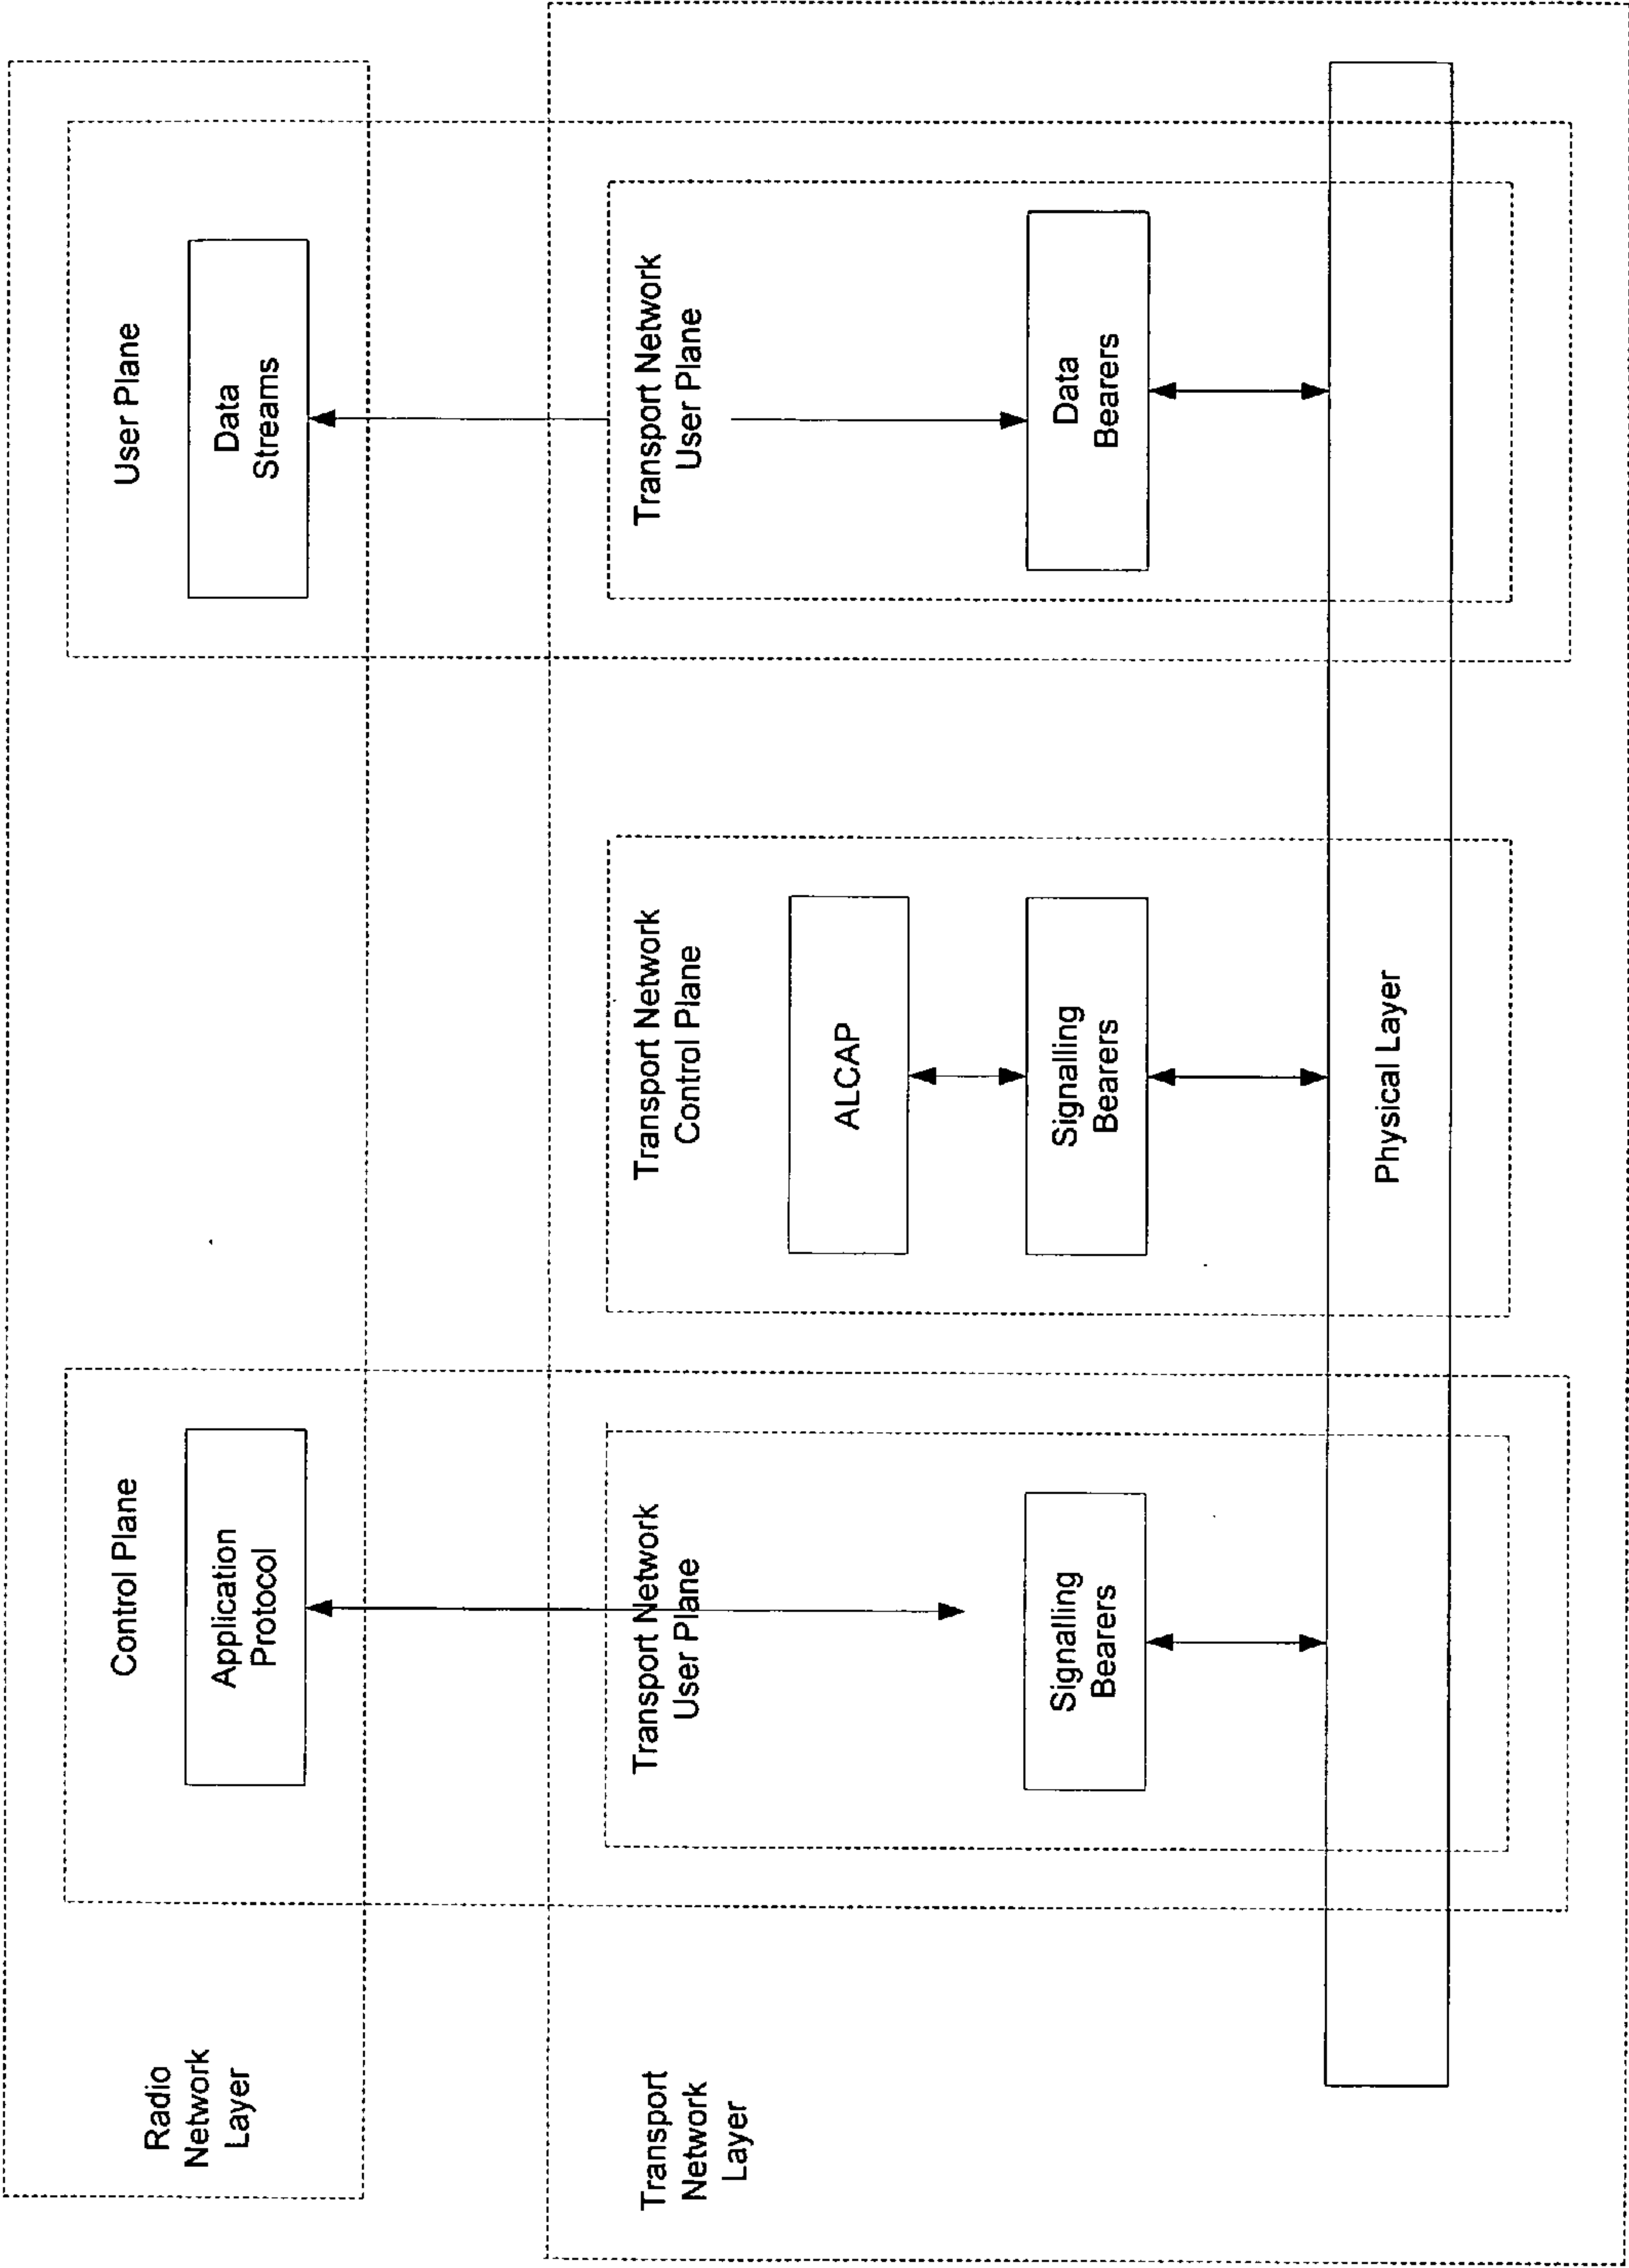 Radio
Network
Layer
Control Plane
Application
Protocol
User Plane
Data
Streams
Transport
Network
Layer
Transport Network
User Plane
Signalling
Bearers
Transport Network
Control Plane
ALCAP
Signalling
Bearers
Transport Network
User Plane
Data
Bearers
Physical Layer